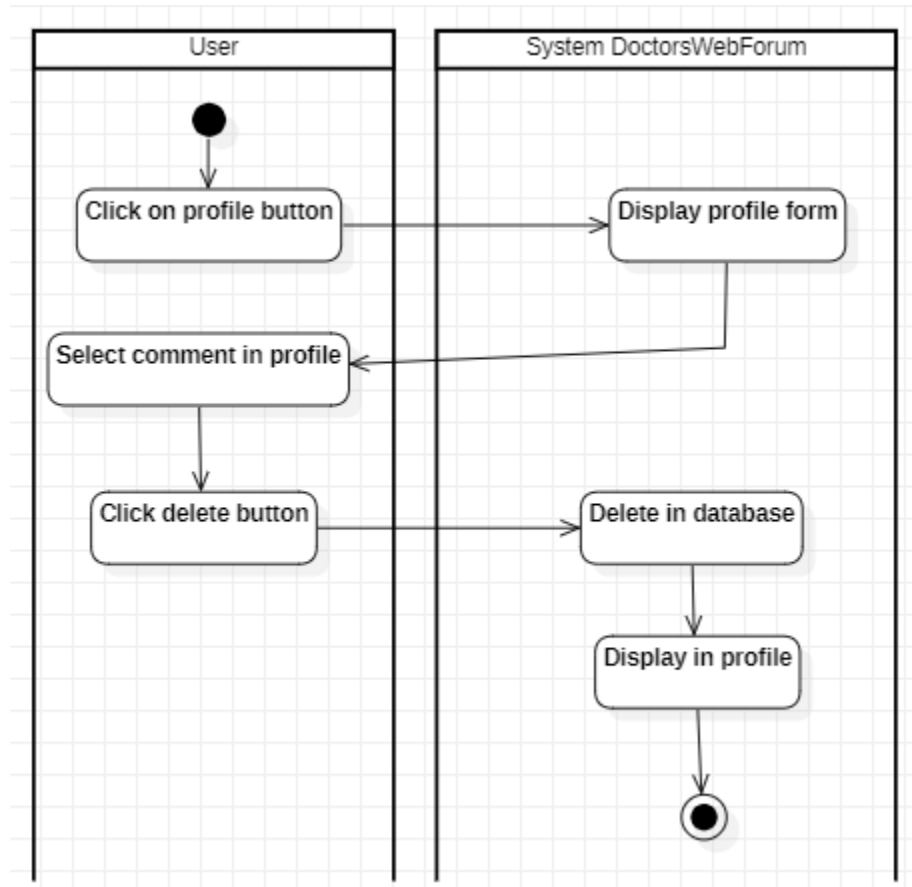 User
System DoctorsWebForum
Click on profile button
Display profile form
Select comment in profile
Click delete button
Delete in database
Display in profile